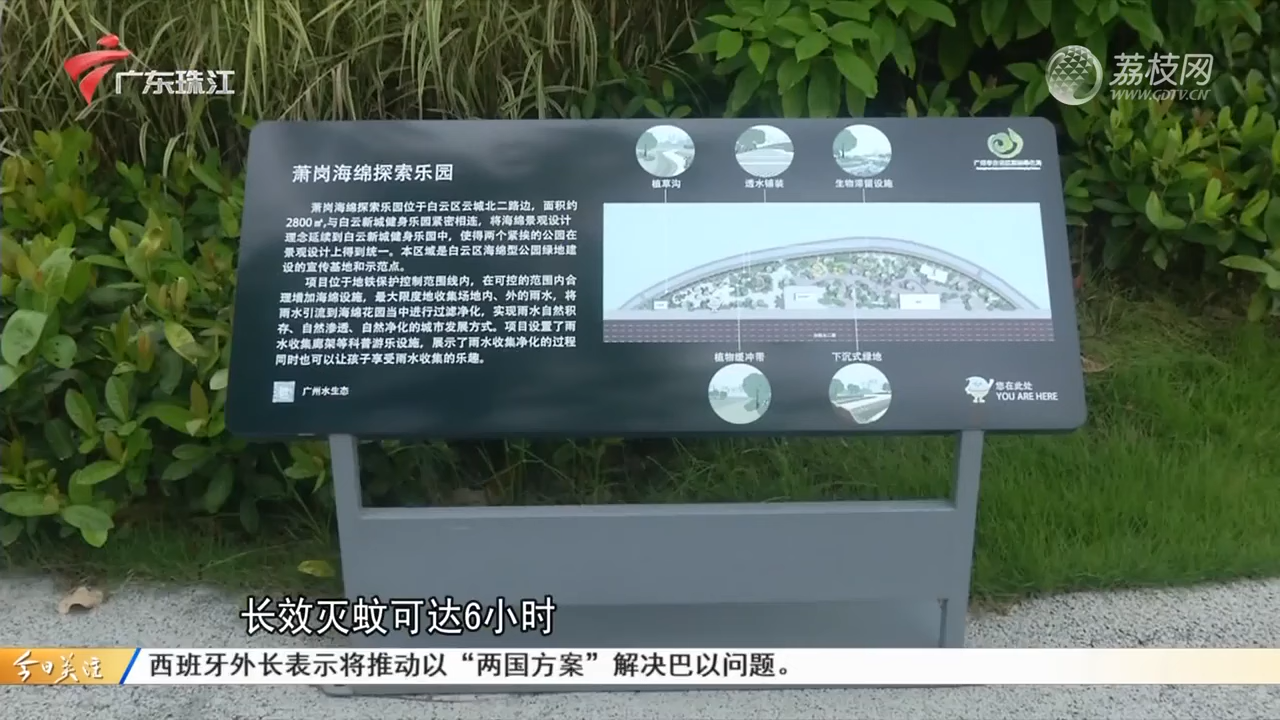 广东珠江
荔枝网
WWW.GDTV.CN
萧岗海绵探索乐园
萧岗海绵探索乐园位于白云区云城北二路边，面积约
2800㎡,与白云新城健身乐园紧密相连，将海绵景观设计
理念延续到白云新城健身乐园中，使得两个紧挨的公园在
景观设计上得到统一。本区域是白云区海绵型公园绿地建
设的宣传基地和示范点。
项目位于地铁保护控制范围线内，在可控的范围内合
理增加海绵设施，最大限度地收集场地内、外的雨水，将
雨水引流到海绵花园当中进行过滤净化，实现雨水自然积
存、自然渗透、自然净化的城市发展方式。项目设置了雨
水收集廊架等科普游乐设施，展示了雨水收集净化的过程
同时也可以让孩子享受雨水收集的乐趣。
广州水生态
植草沟
透水铺装
生物滞留设施
植物缓冲带
下沉式绿地
您在此处
YOU ARE HERE
长效灭蚊可达6小时
今日关注
西班牙外长表示将推动以“两国方案”解决巴以问题。